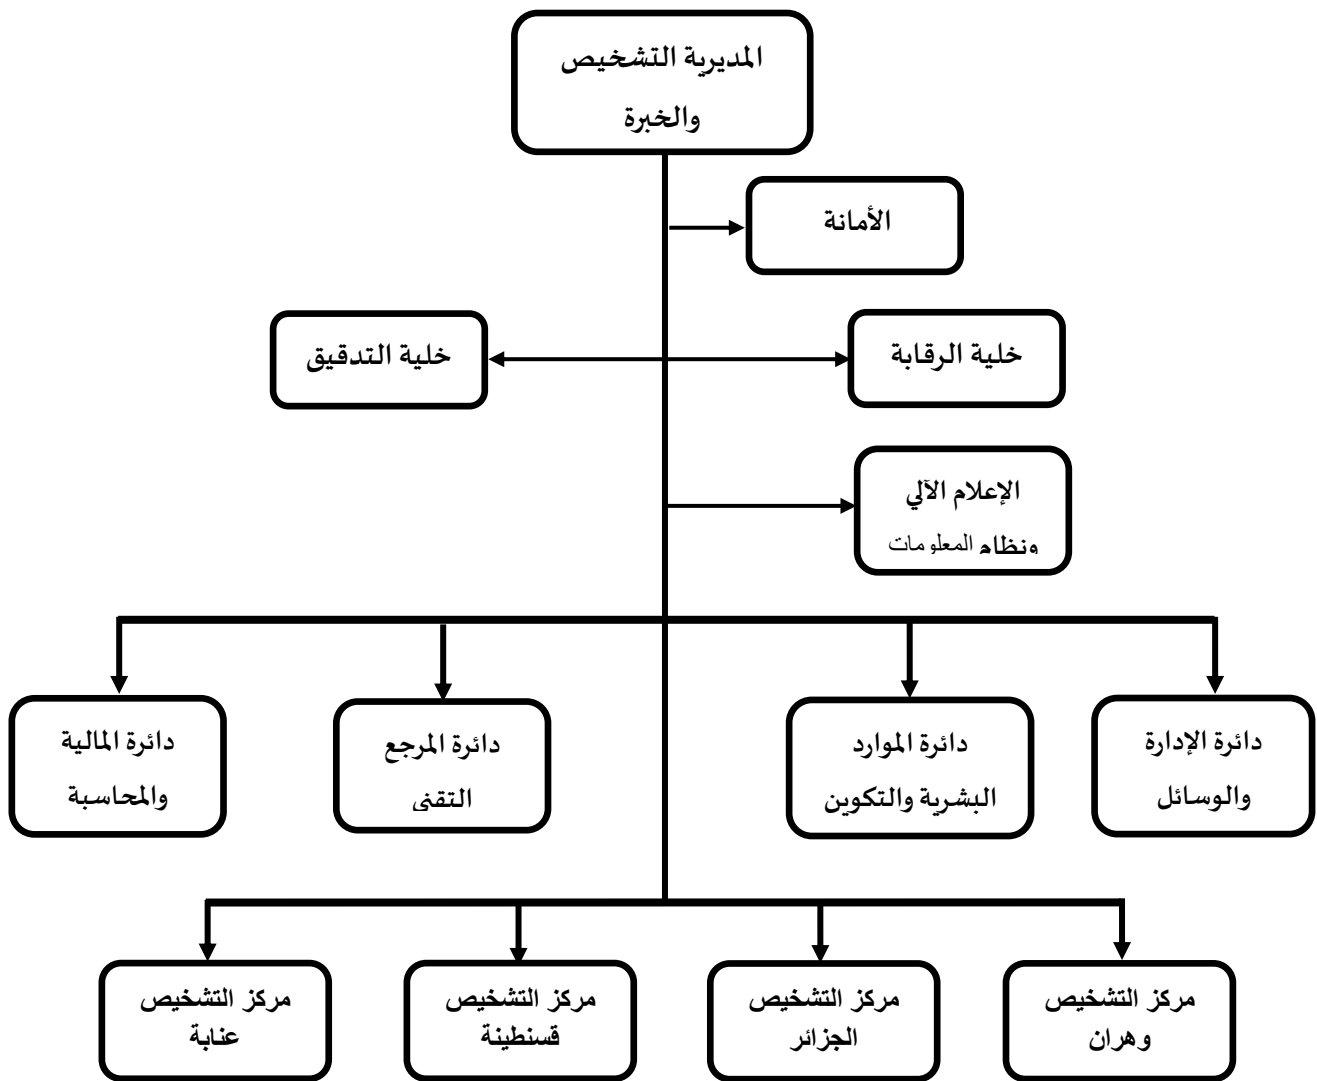 المديرية التشخيص
والخبرة
الأمانة
خلية الرقابة
خلية التدقيق
الإعلام الآلي
ونظام المعلومات
دائرة الإدارة
والوسائل
دائرة الموارد
البشرية والتكوين
دائرة المرجع
التقني
دائرة المالية
والمحاسبة
مركز التشخيص
وهران
مركز التشخيص
الجزائر
مركز التشخيص
قسنطينة
مركز التشخيص
عنابة